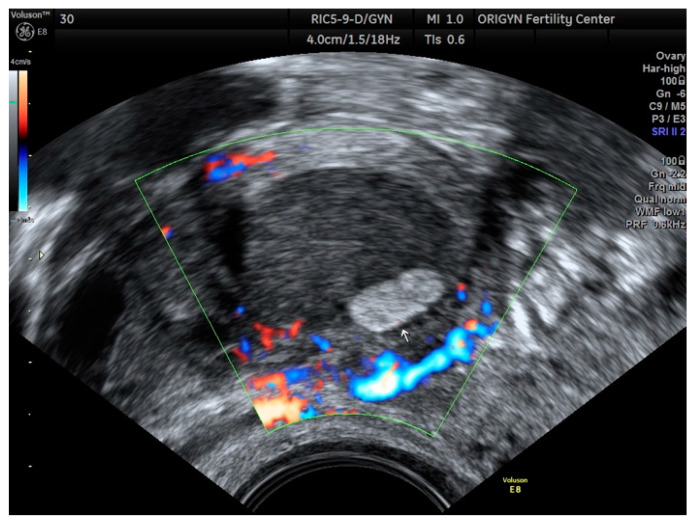 Voluson™
E8
30
RIC5-9-D/GYN
MI 1.0
ORIGYN Fertility Center
4.0cm/1.5/18Hz
TIs 0.6
4cm/s
Ovary
Har-high
100
Gn -6
C9 / M5
P3 / E3
SRI II 2
100
Gn -2.2
Frq mid
Qual norm
WMF low1
PRF 0.6kHz
Voluson
E8